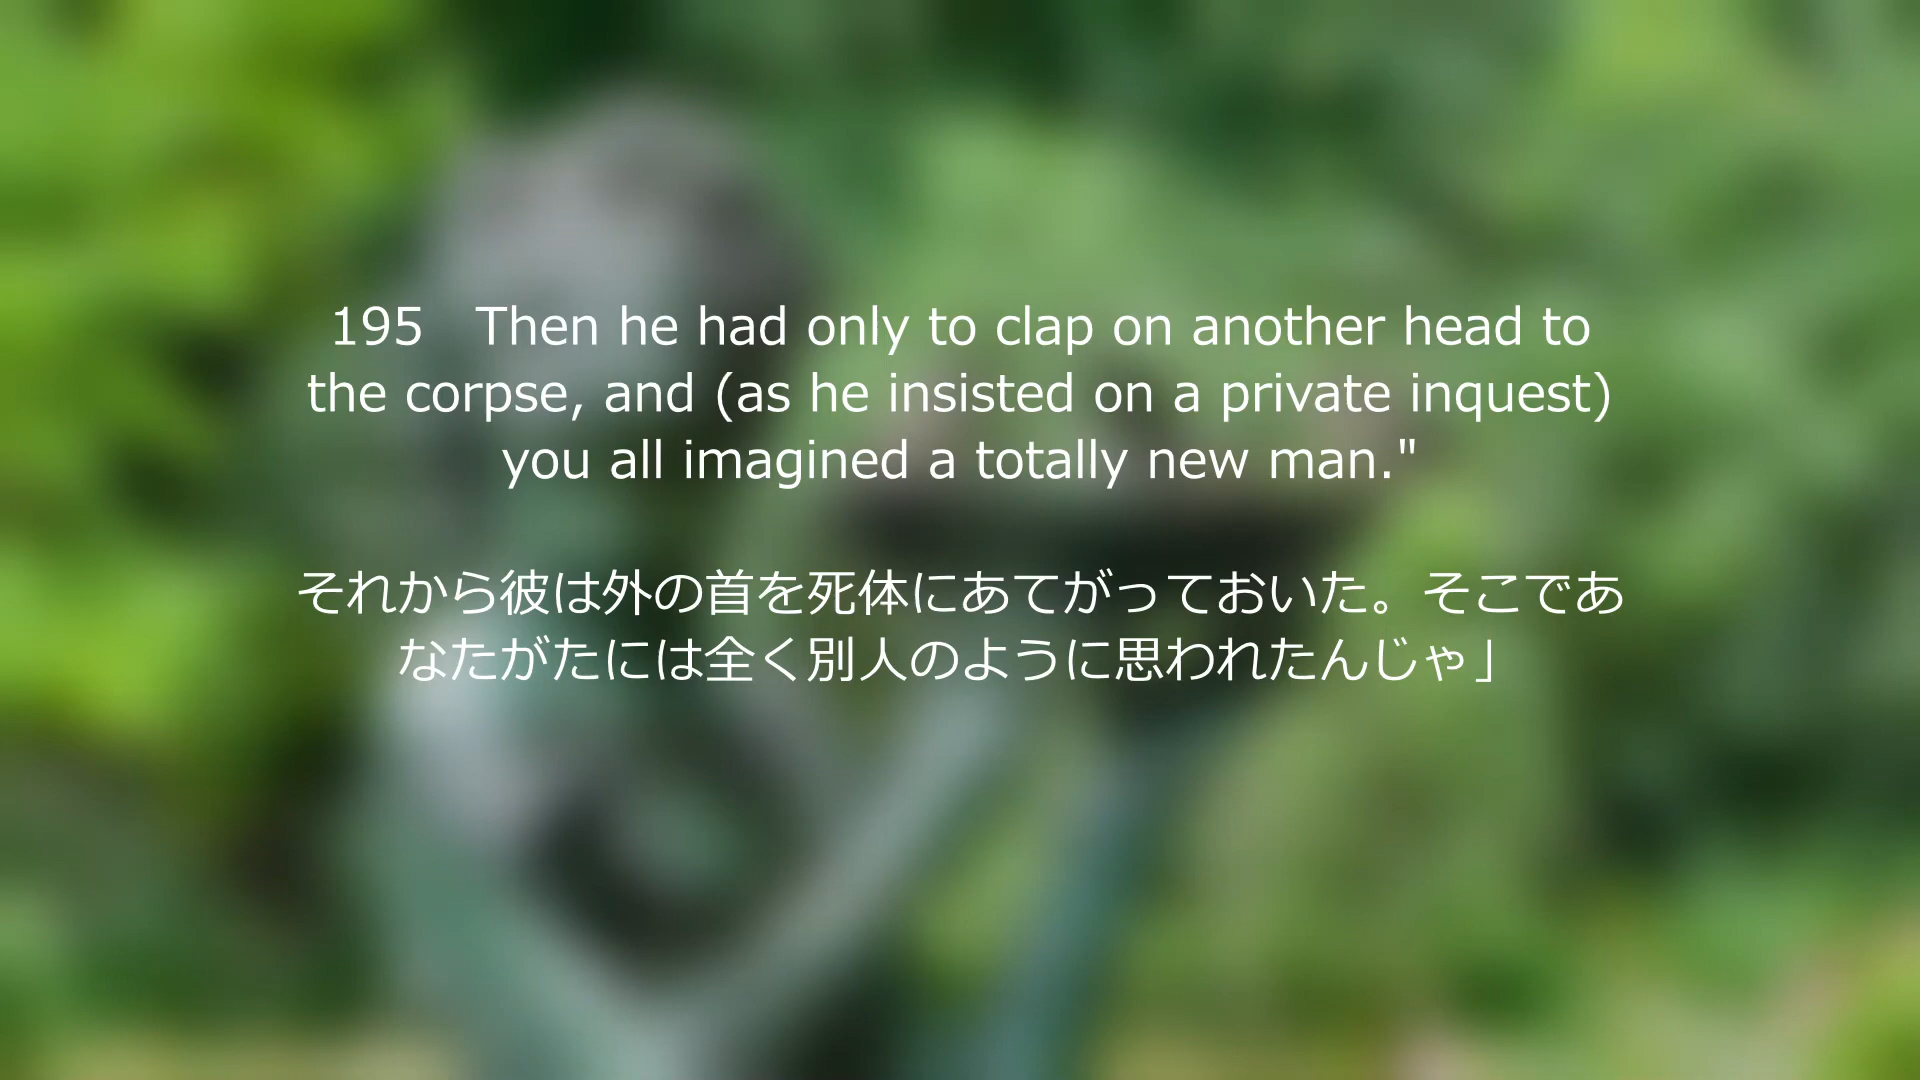 195　Then he had only to clap on another head to
the corpse, and (as he insisted on a private inquest)
you all imagined a totally new man."
それから彼は外の首を死体にあてがっておいた。そこであ
なたがたには全く別人のように思われたんじゃ」